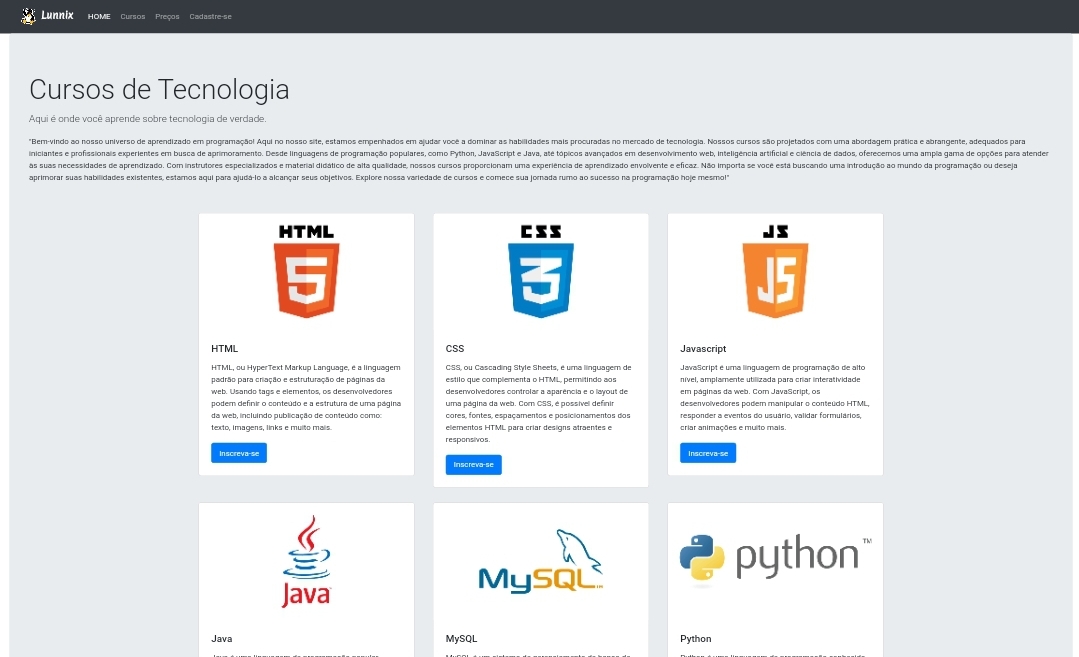 Lunnix HOME Cursos Preços Cadastre-se
Cursos de Tecnologia
Aqui é onde você aprende sobre tecnologia de verdade.
"Bem-vindo ao nosso universo de aprendizado em programação! Aqui no nosso site, estamos empenhados em ajudar você a dominar as habilidades mais procuradas no mercado de tecnologia. Nossos cursos são projetados com uma abordagem prática e abrangente, adequados para
iniciantes e profissionais experientes em busca de aprimoramento. Desde linguagens de programação populares, como Python, JavaScript e Java, até tópicos avançados em desenvolvimento web, inteligência artificial e ciência de dados, oferecemos uma ampla gama de opções para atender
às suas necessidades de aprendizado. Com instrutores especializados e material didático de alta qualidade, nossos cursos proporcionam uma experiência de aprendizado envolvente e eficaz. Não importa se você está buscando uma introdução ao mundo da programação ou deseja
aprimorar suas habilidades existentes, estamos aqui para ajudá-lo a alcançar seus objetivos. Explore nossa variedade de cursos e comece sua jornada rumo ao sucesso na programação hoje mesmo!"
HTML
5
HTML
HTML, ou HyperText Markup Language, é a linguagem
padrão para criação e estruturação de páginas da
web. Usando tags e elementos, os desenvolvedores
podem definir o conteúdo e a estrutura de uma página
da web, incluindo publicação de conteúdo como:
texto, imagens, links e muito mais.
Inscreva-se
CSS
3
CSS
CSS, ou Cascading Style Sheets, é uma linguagem de
estilo que complementa o HTML, permitindo aos
desenvolvedores controlar a aparência e o layout de
uma página da web. Com CSS, é possível definir
cores, fontes, espaçamentos e posicionamentos dos
elementos HTML para criar designs atraentes e
responsivos.
Inscreva-se
JS
JS
Javascript
JavaScript é uma linguagem de programação de alto
nível, amplamente utilizada para criar interatividade
em páginas da web. Com JavaScript, os
desenvolvedores podem manipular o conteúdo HTML,
responder a eventos do usuário, validar formulários,
criar animações e muito mais.
Inscreva-se
Java
Java
MySQL
MySQL
python TM
Python